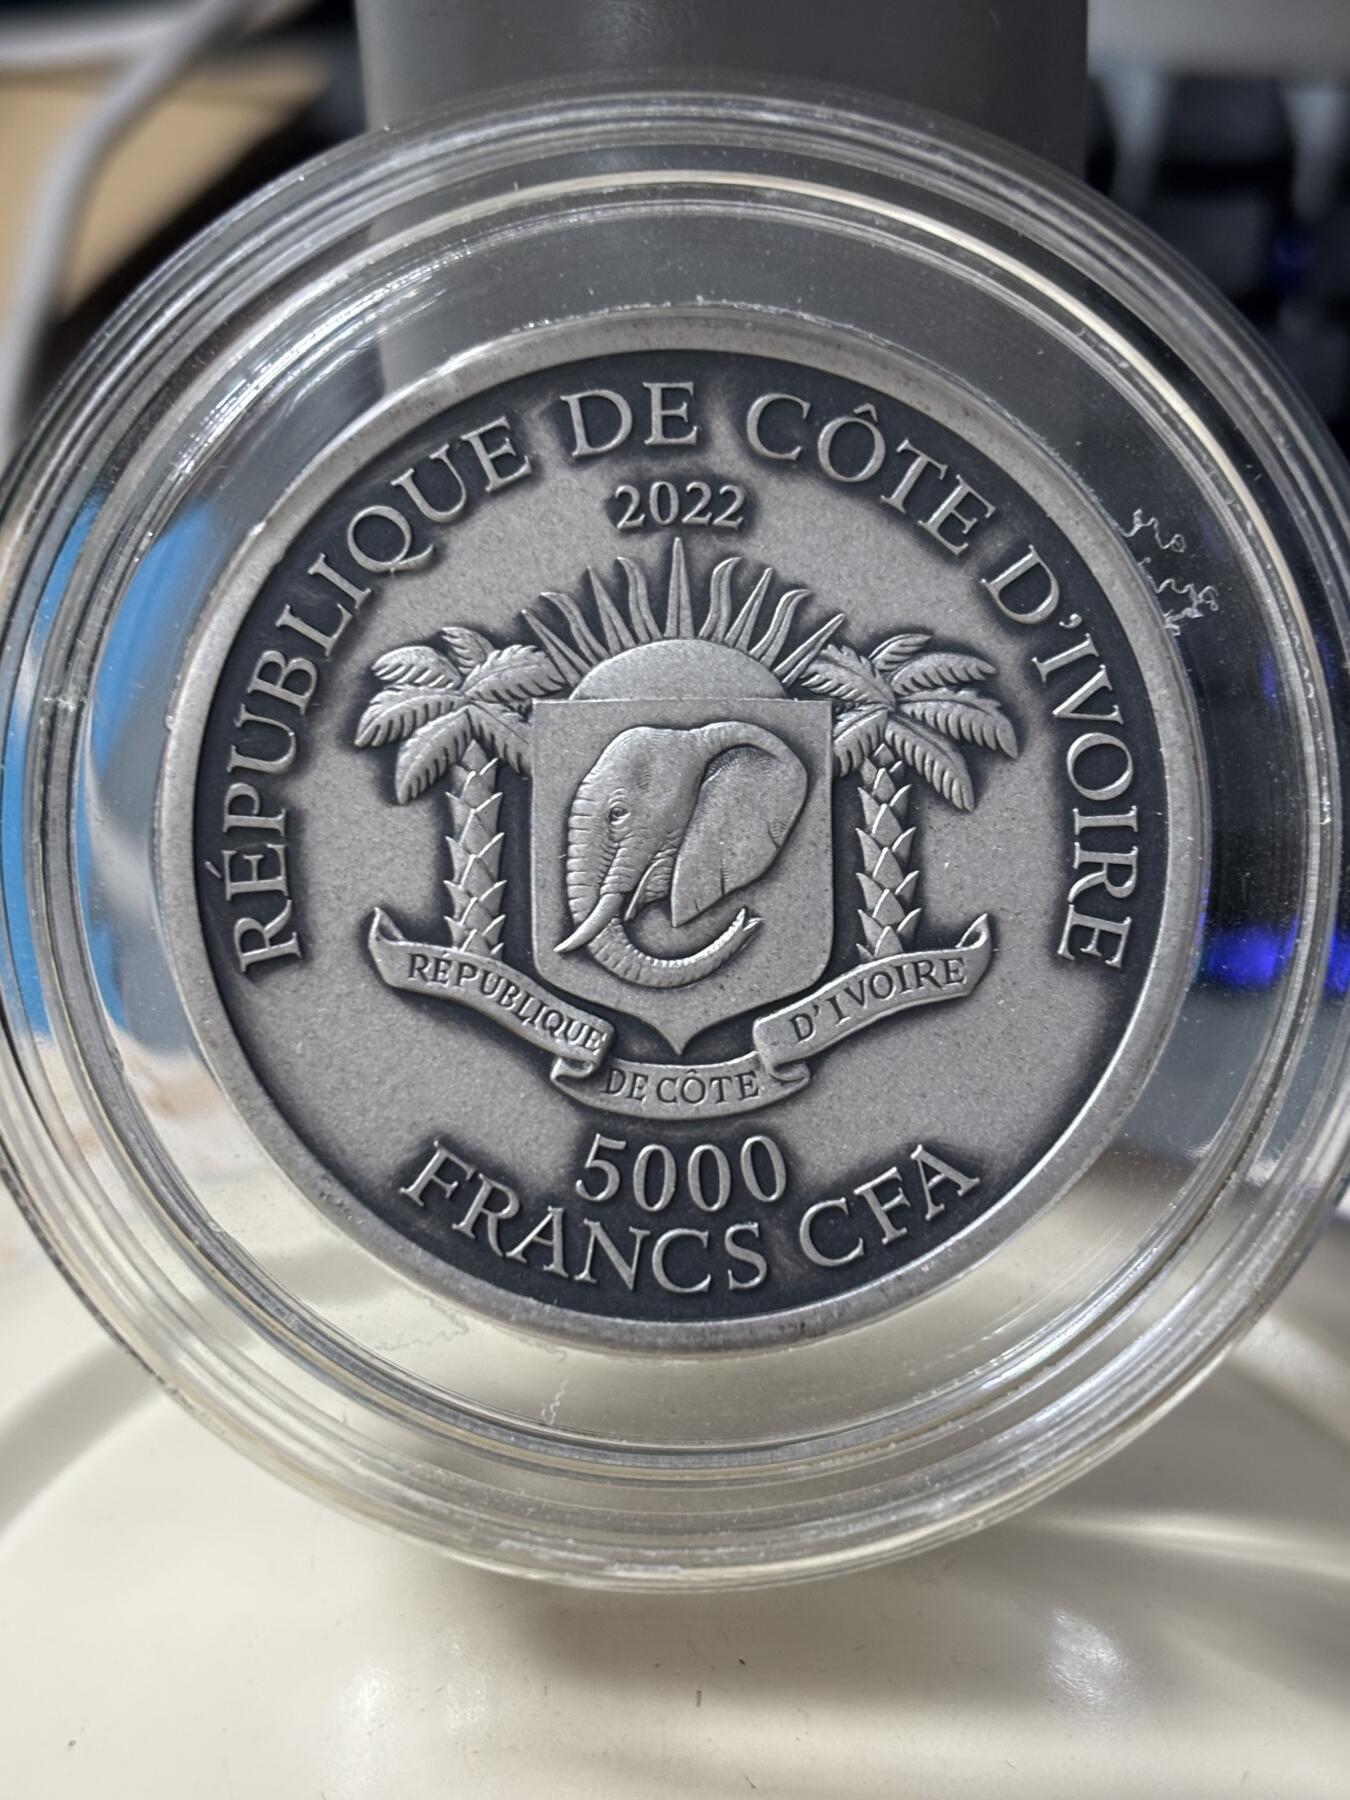 RÉPUBLIQUE DE CÔTE D'IVOIRE
2022
RÉPUBLIQUE DE CÔTE D'IVOIRE
5000
FRANCS CFA